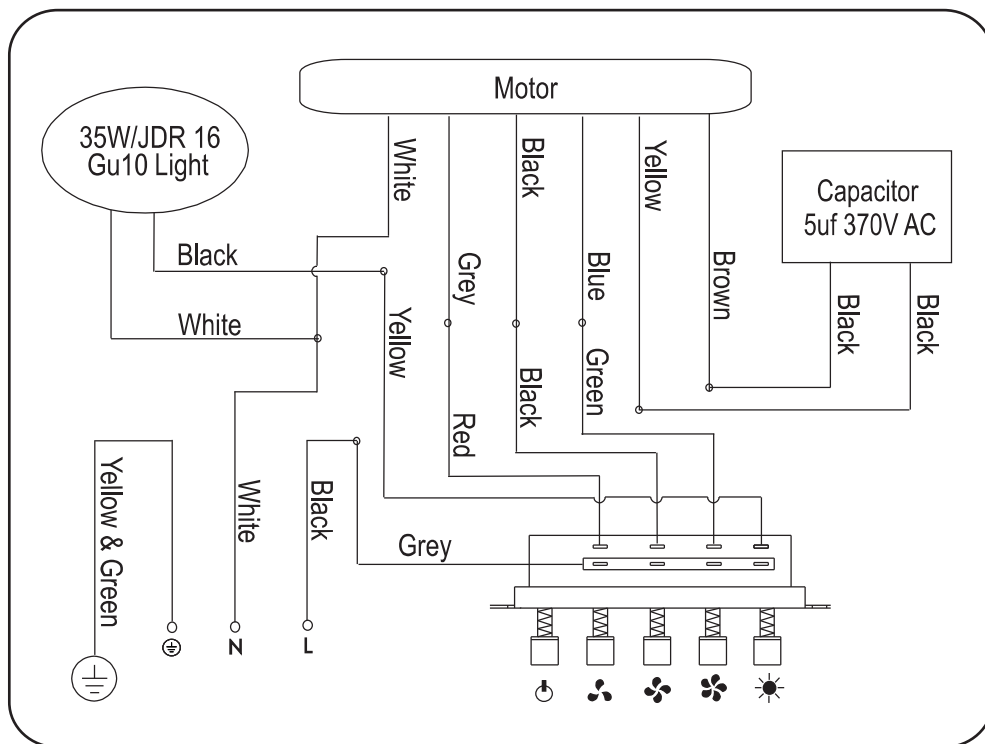 Motor
35W/JDR 16
Gu10 Light
White
Black
Yellow
Capacitor
5uf 370V AC
Black
Grey
Blue
Brown
White
Yellow
Black
Black
Black
Green
Red
Yellow & Green
White
Black
Grey
N
L